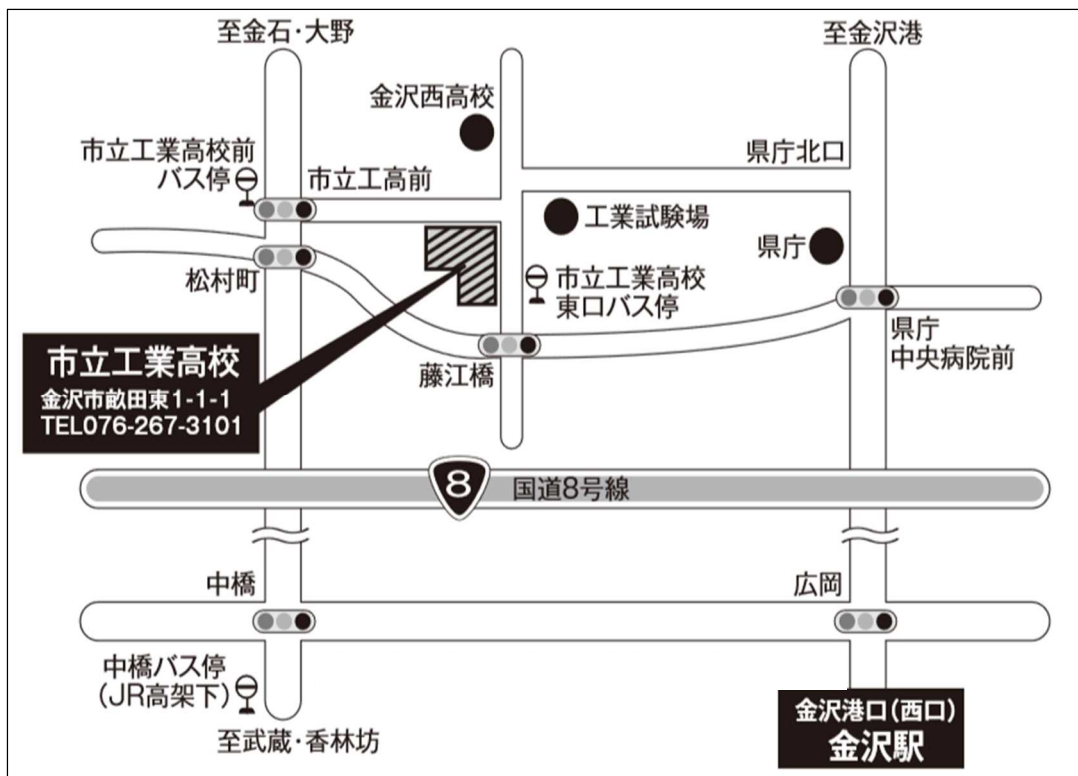 至金石・大野
至金沢港
金沢西高校
市立工業高校前
バス停
市立工高前
県庁北口
工業試験場
県庁
松村町
市立工業高校
東口バス停
県庁
中央病院前
藤江橋
市立工業高校
金沢市畝田東1-1-1
TEL076-267-3101
8
国道8号線
中橋
広岡
中橋バス停
(JR高架下)
至武蔵・香林坊
金沢港口(西口)
金沢駅